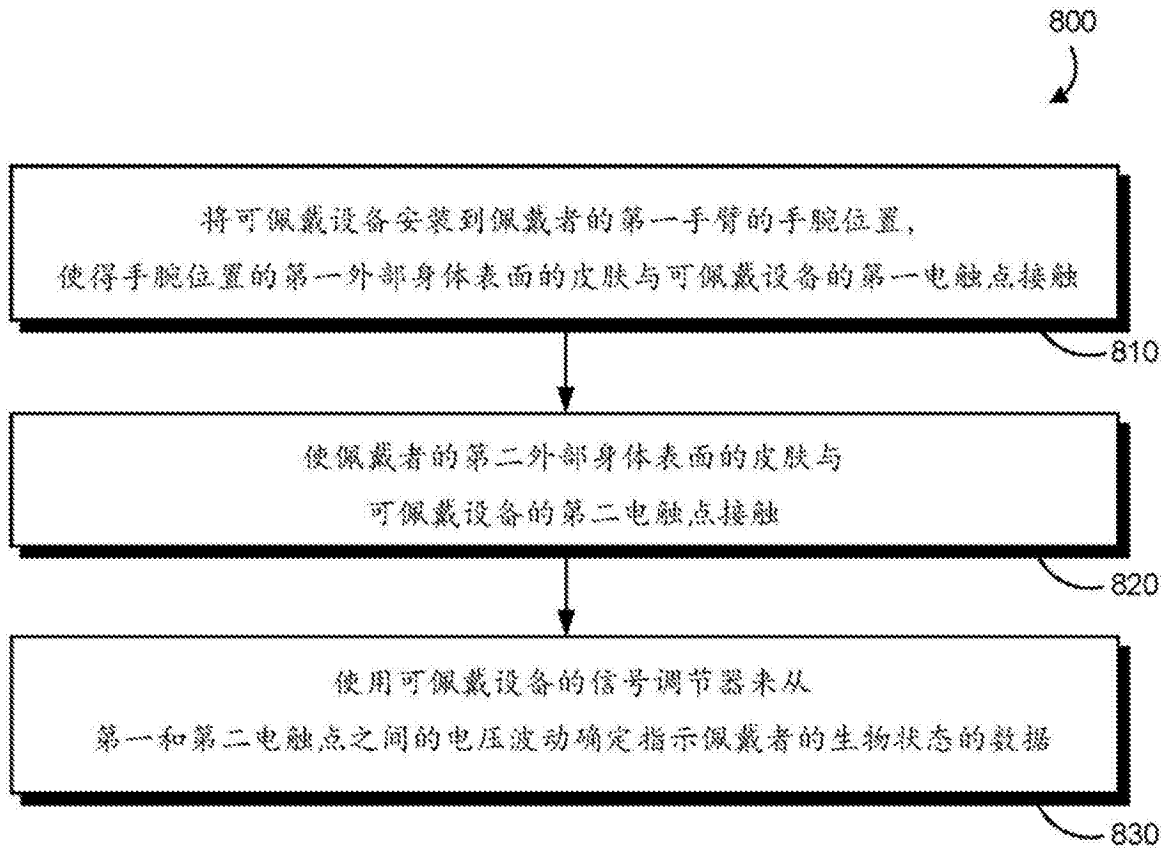 800
将可佩戴设备安装到佩戴者的第一手臂的手腕位置,
使得手腕位置的第一外部身体表面的皮肤与可佩戴设备的第一电触点接触
810
使佩戴者的第二外部身体表面的皮肤与
可佩戴设备的第二电触点接触
820
使用可佩戴设备的信号调节器来从
第一和第二电触点之间的电压波动确定指示佩戴者的生物状态的数据
830